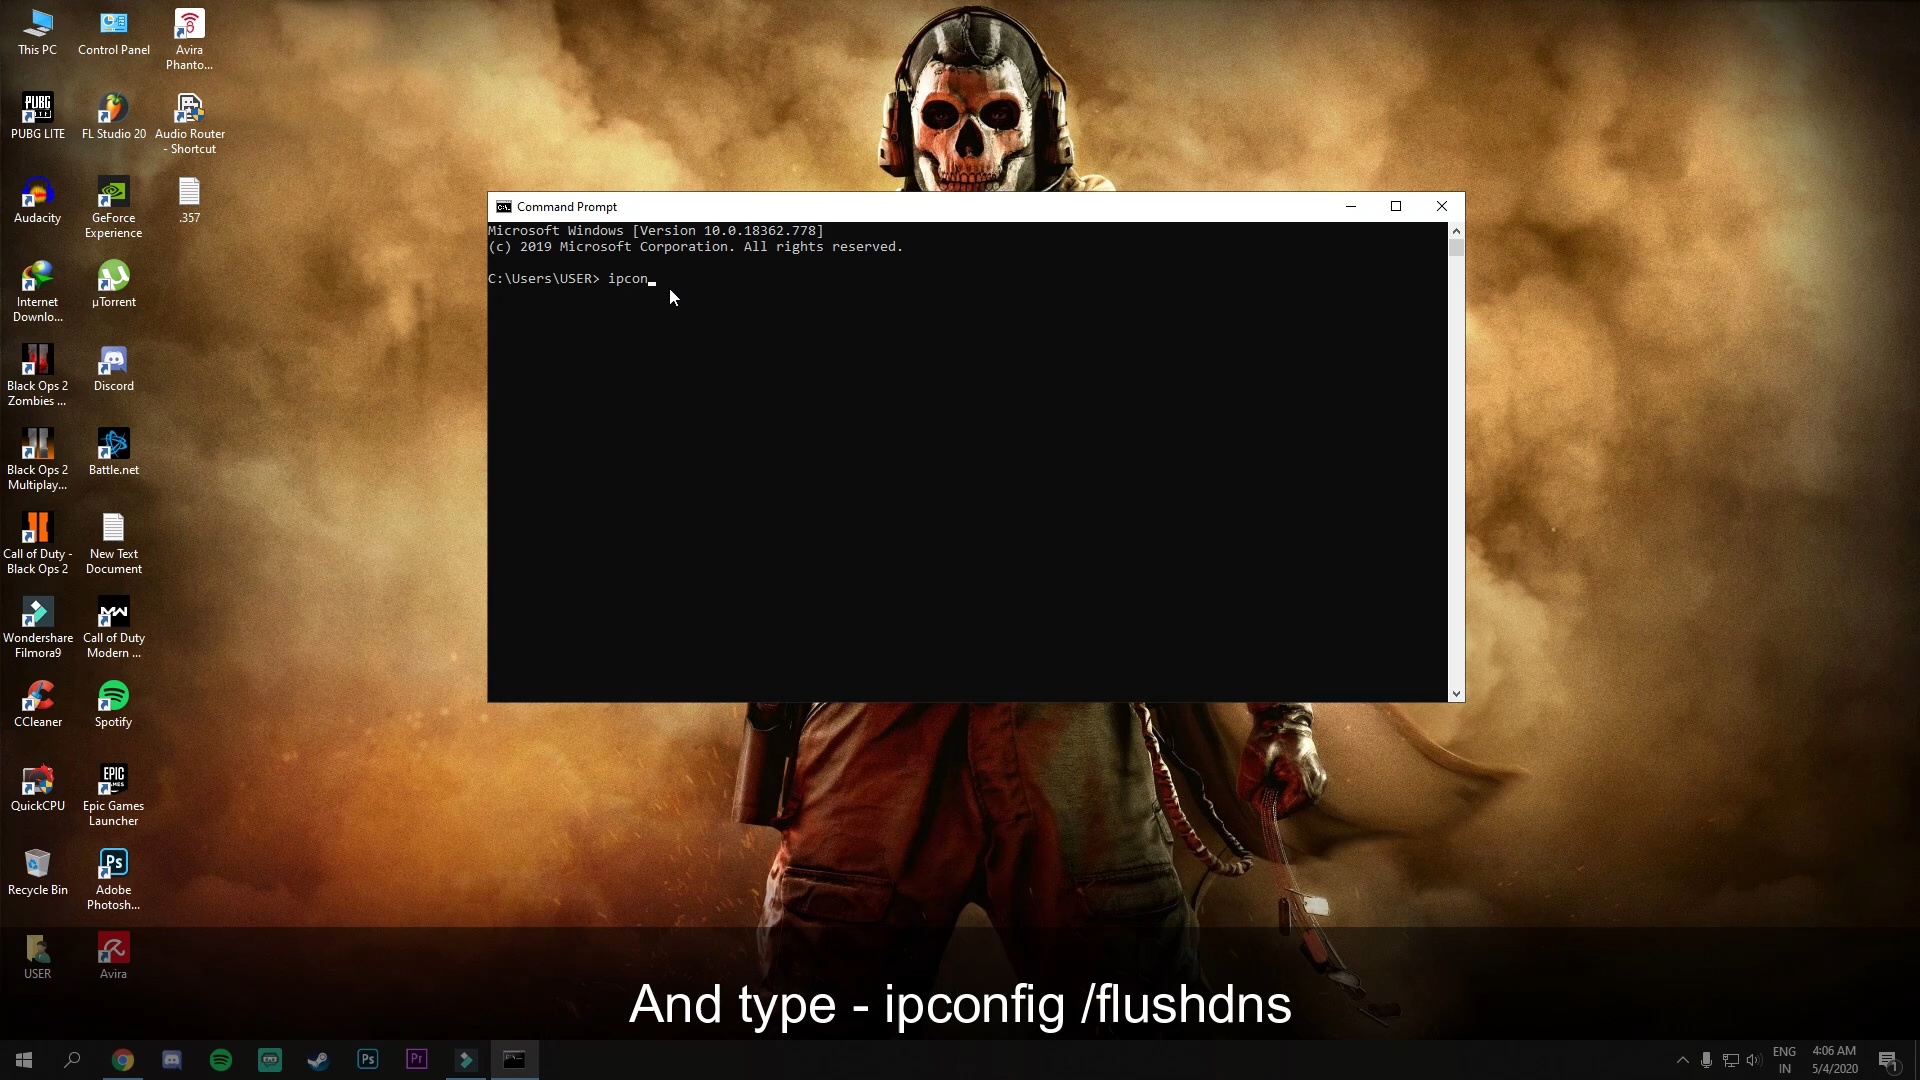 This PC
Control Panel
Avira
Phanto...
PUBG LITE
FL Studio 20
Audio Router
- Shortcut
Audacity
GeForce
Experience
.357
Internet
Downlo...
µTorrent
Black Ops 2
Zombies ...
Discord
Black Ops 2
Multiplay...
Battle.net
Call of Duty -
Black Ops 2
New Text
Document
Wondershare
Filmora9
Call of Duty
Modern ...
CCleaner
Spotify
QuickCPU
Epic Games
Launcher
Recycle Bin
Adobe
Photosh...
USER
Avira
Command Prompt
Microsoft Windows [Version 10.0.18362.778]
(c) 2019 Microsoft Corporation. All rights reserved.
C:\Users\USER> ipcon_
And type - ipconfig /flushdns
ENG
IN
4:06 AM
5/4/2020
1